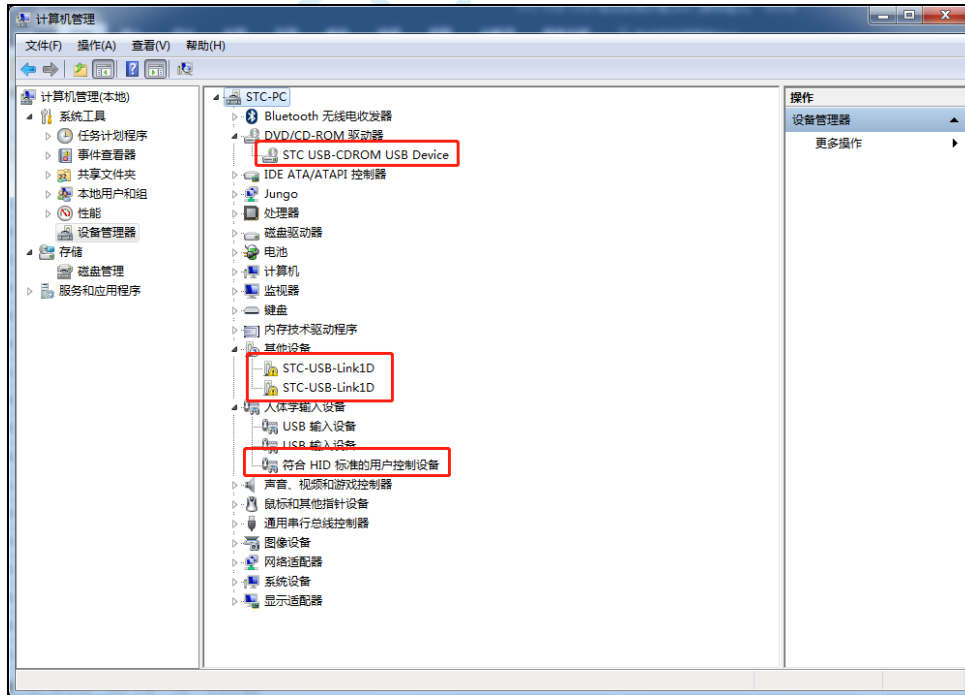 计算机管理
文件(F) 操作(A) 查看(V) 帮助(H)
计算机管理(本地)
系统工具
任务计划程序
事件查看器
共享文件夹
本地用户和组
性能
设备管理器
存储
磁盘管理
服务和应用程序
STC-PC
Bluetooth 无线电收发器
DVD/CD-ROM 驱动器
STC USB-CDROM USB Device
IDE ATA/ATAPI 控制器
Jungo
处理器
磁盘驱动器
电池
计算机
监视器
键盘
内存技术驱动程序
其他设备
STC-USB-Link1D
STC-USB-Link1D
人体学输入设备
USB 输入设备
USB 输入设备
符合 HID 标准的用户控制设备
声音、视频和游戏控制器
鼠标和其他指针设备
通用串行总线控制器
图像设备
网络适配器
系统设备
显示适配器
操作
设备管理器
更多操作